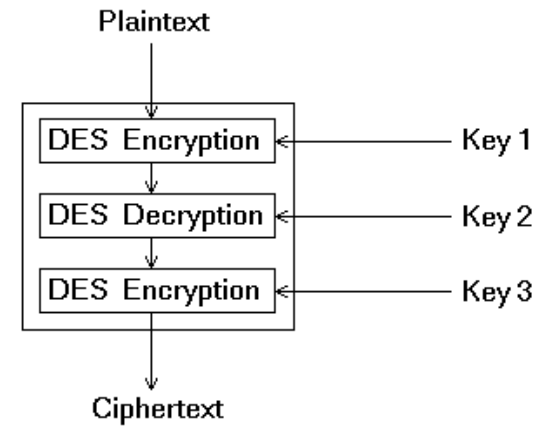 Plaintext
DES Encryption
Key 1
DES Decryption
Key 2
DES Encryption
Key 3
Ciphertext